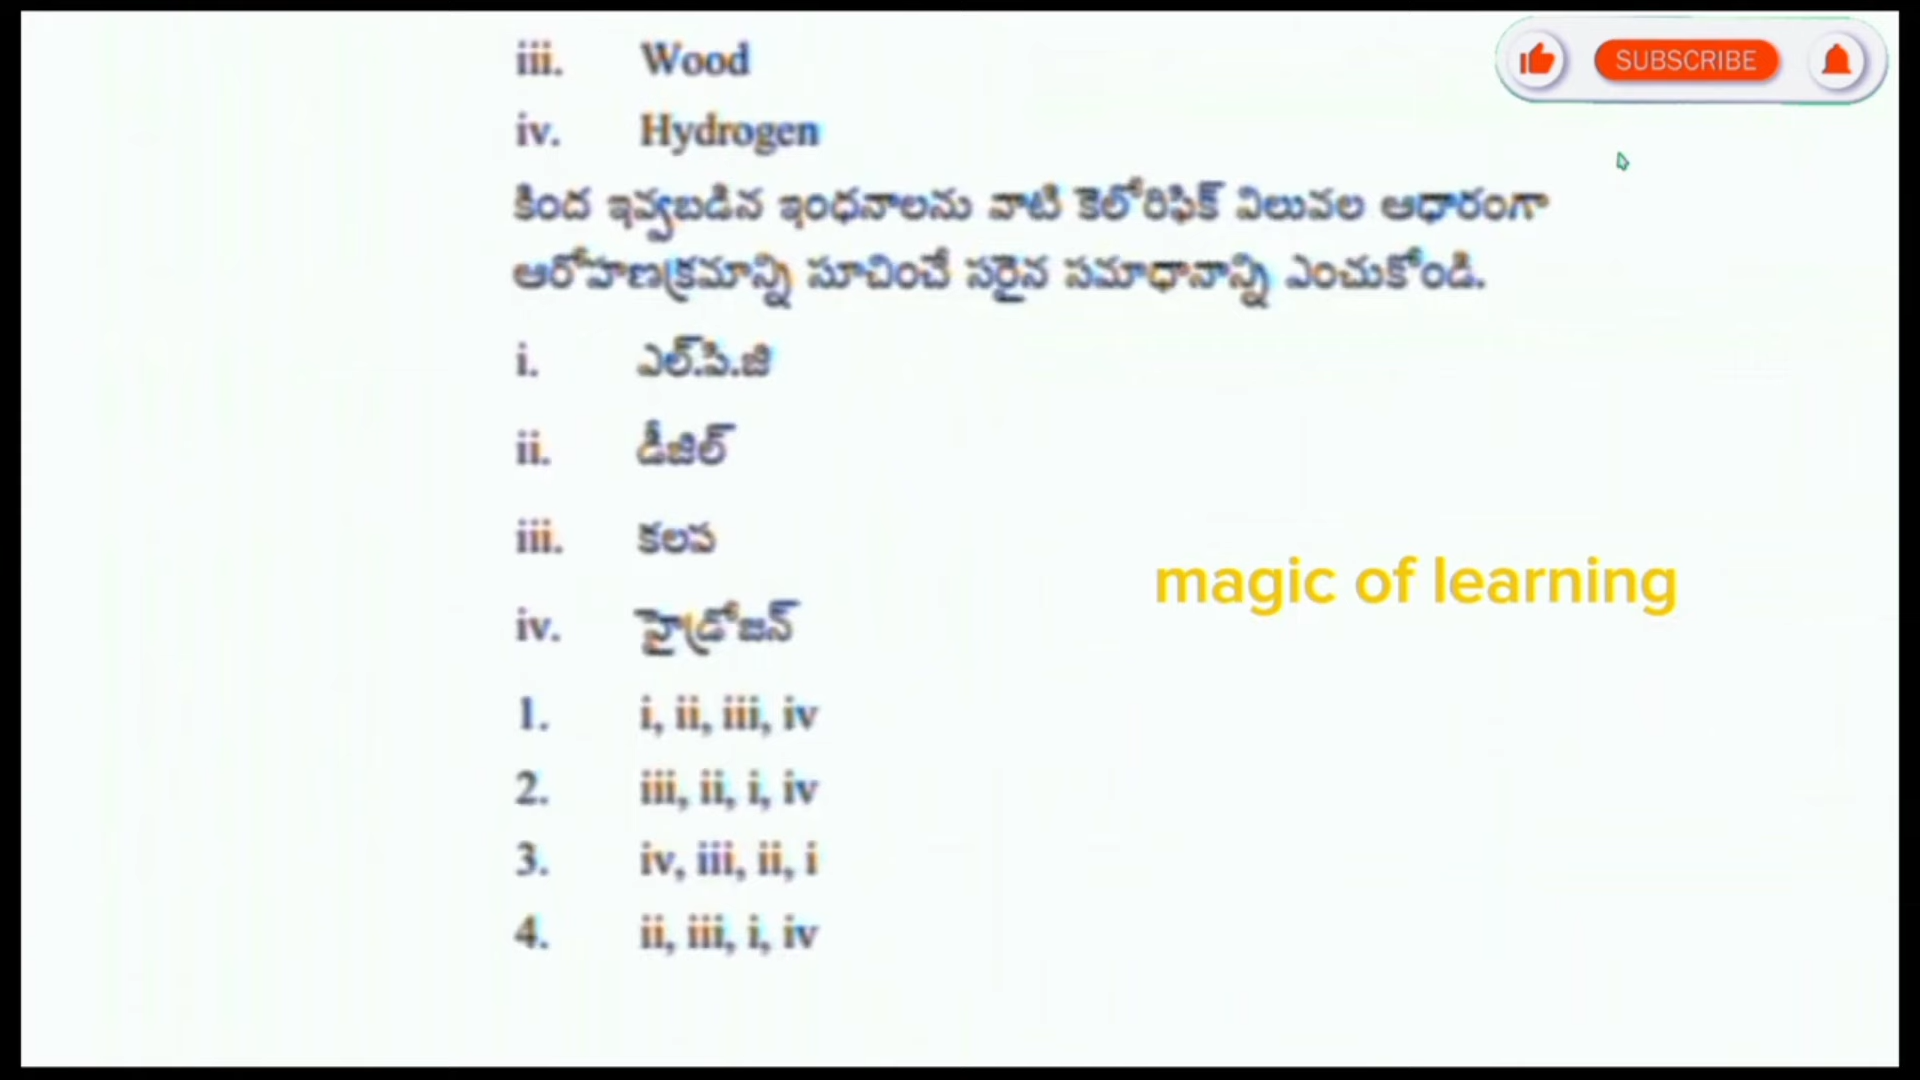 iii. Wood
SUBSCRIBE
iv. Hydrogen
కింద ఇవ్వబడిన ఇంధనాలను వాటి కెలోరిఫిక్ విలువల ఆధారంగా
ఆరోహణక్రమాన్ని సూచించే సరైన సమాధానాన్ని ఎంచుకోండి.
i. ఎల్.పి.జి
ii. డీజిల్
iii. కలప
magic of learning
iv. హైడ్రోజన్
1. i, ii, iii, iv
2. iii, ii, i, iv
3. iv, iii, ii, i
4. ii, iii, i, iv